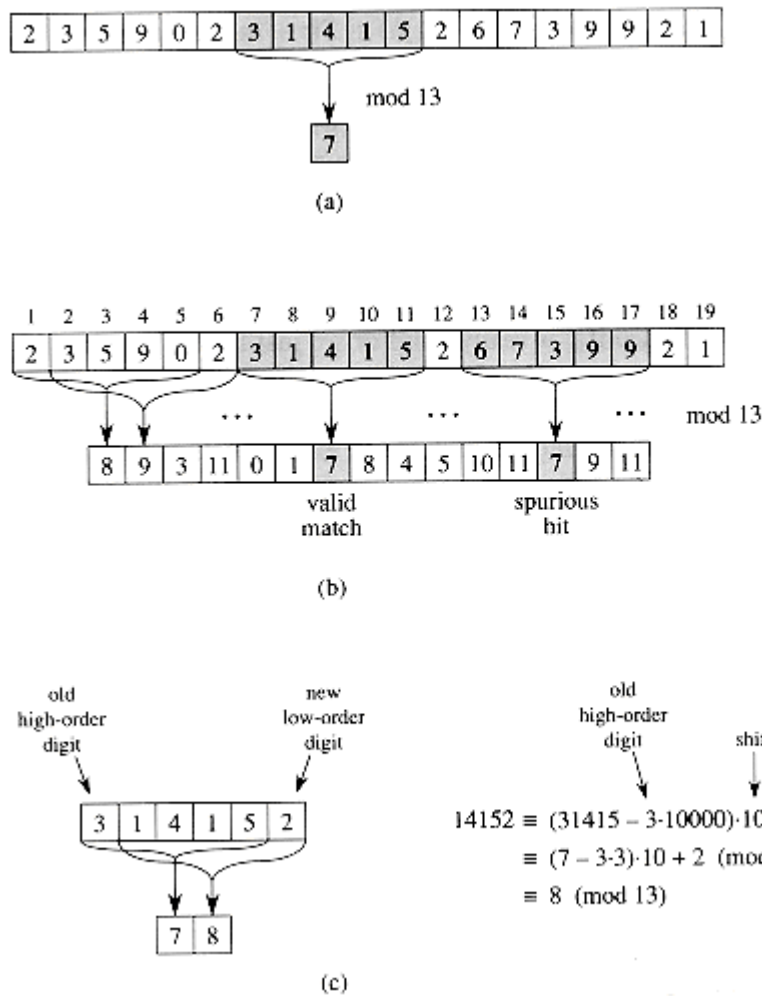 2 3 5 9 0 2 3 1 4 1 5 2 6 7 3 9 9 2 1
mod 13
7
(a)
1 2 3 4 5 6 7 8 9 10 11 12 13 14 15 16 17 18 19
2 3 5 9 0 2 3 1 4 1 5 2 6 7 3 9 9 2 1
... ... ... mod 13
8 9 3 11 0 1 7 8 4 5 10 11 7 9 11
valid
match
spurious
hit
(b)
old
high-order
digit
new
low-order
digit
3 1 4 1 5 2
7 8
old
high-order
digit
14152 ≡ (31415 – 3·10000)·10
≡ (7 – 3·3)·10 + 2
≡ 8 (mod 13)
(c)